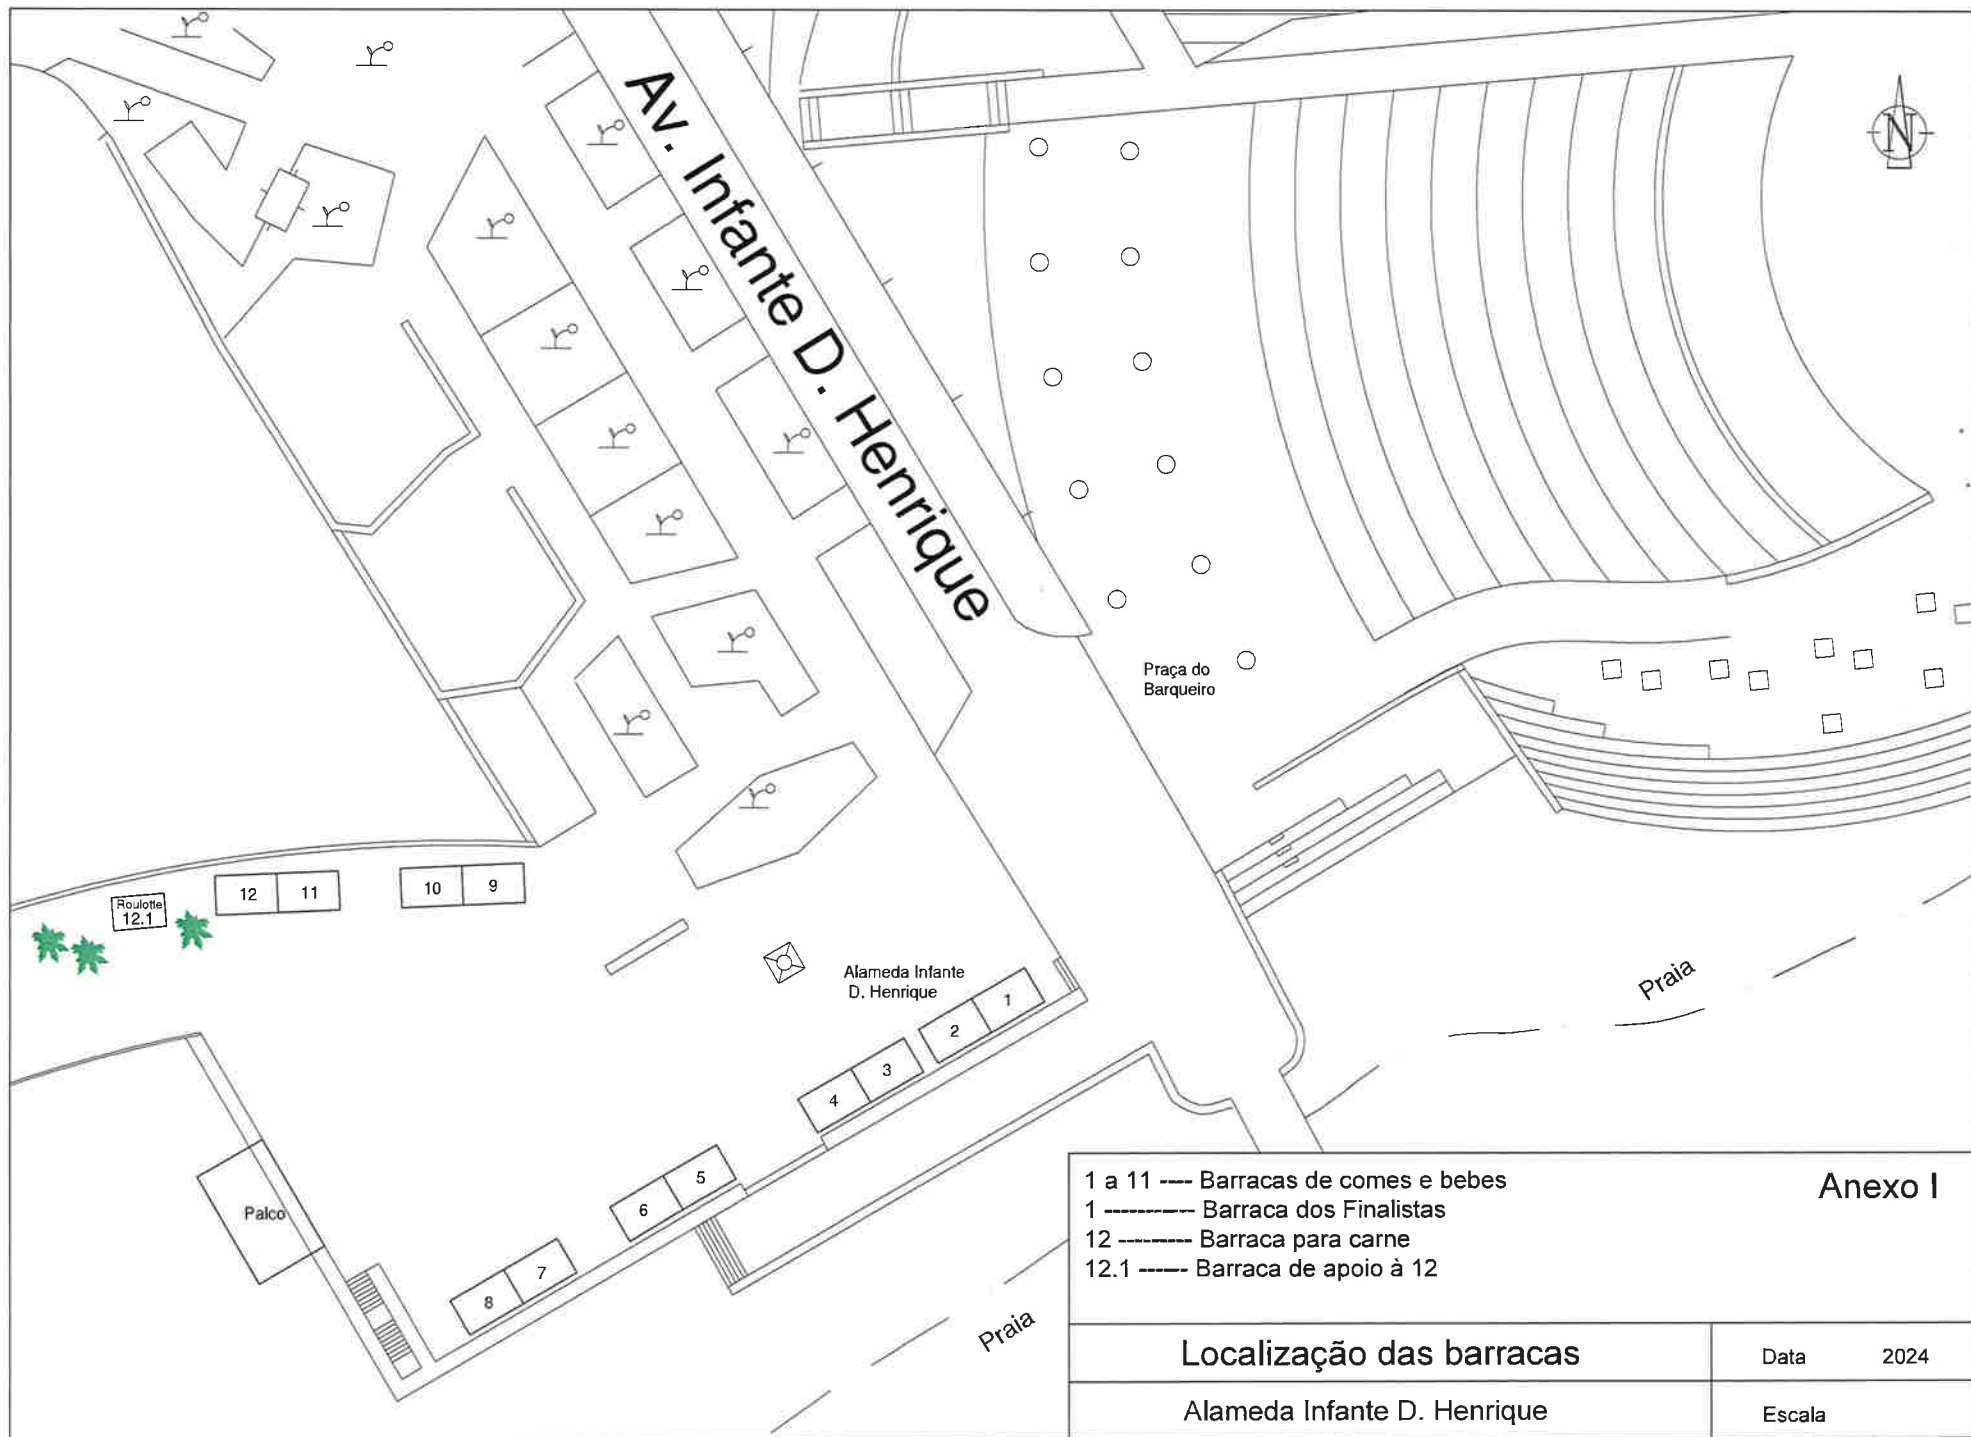 Av. Infante D. Henrique
N
Praça do
Barqueiro
12
11
10
9
Roulotte
12.1
Alameda Infante
D. Henrique
1
2
3
4
5
6
7
8
Palco
Praia
Praia
1 a 11 ---- Barracas de comes e bebes
1 ----------- Barraca dos Finalistas
12 --------- Barraca para carne
12.1 ------ Barraca de apoio à 12
Anexo I
Localização das barracas
Data 2024
Alameda Infante D. Henrique
Escala